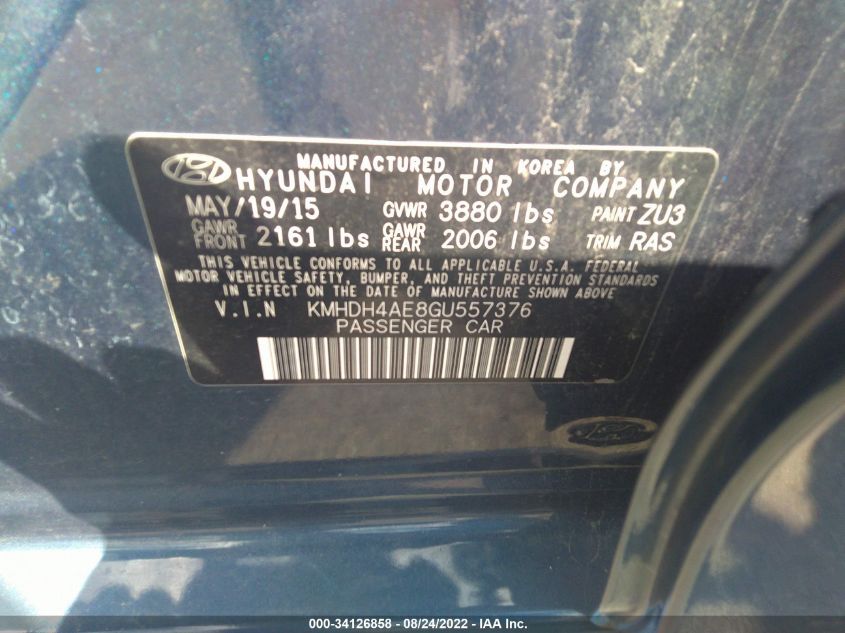 MANUFACTURED IN KOREA BY
HYUNDAI MOTOR COMPANY
MAY/19/15 GVWR 3880 lbs PAINT ZU3
GAWR FRONT 2161 lbs GAWR REAR 2006 lbs TRIM RAS
THIS VEHICLE CONFORMS TO ALL APPLICABLE U.S.A. FEDERAL
MOTOR VEHICLE SAFETY, BUMPER, AND THEFT PREVENTION STANDARDS
IN EFFECT ON THE DATE OF MANUFACTURE SHOWN ABOVE
V.I.N KMHDH4AE8GU557376
PASSENGER CAR
000-34126858 - 08/24/2022 - IAA Inc.